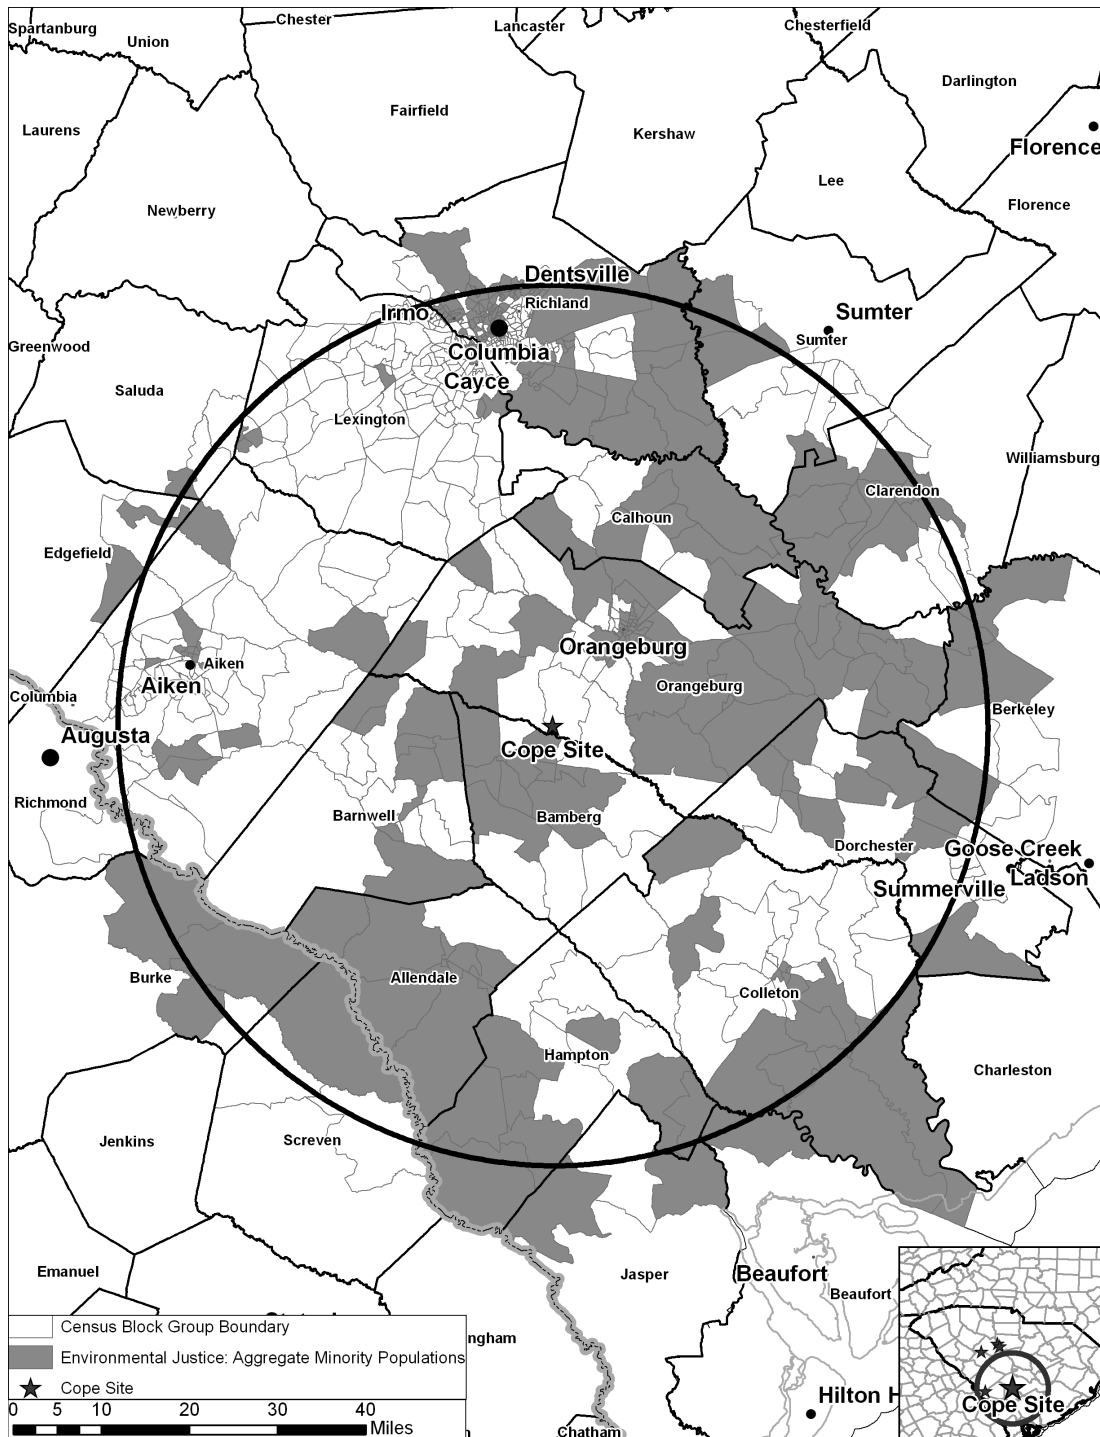 Chester
Lancaster
Chesterfield
Spartanburg
Union
Darlington
Fairfield
Laurens
Kershaw
Florence
Lee
Newberry
Florence
Dentsville
Richland
Irmo
Sumter
Sumter
Greenwood
Columbia
Cayce
Saluda
Lexington
Williamsburg
Clarendon
Calhoun
Edgefield
Orangeburg
Aiken
Aiken
Orangeburg
Columbia
Berkeley
Augusta
Cope Site
Richmond
Barnwell
Bamberg
Dorchester
Goose Creek
Ladson
Summerville
Burke
Allendale
Colleton
Hampton
Charleston
Jenkins
Screven
Emanuel
Jasper
Beaufort
Beaufort
ngham
Hilton H
Chatham
Census Block Group Boundary
Environmental Justice: Aggregate Minority Populations
Cope Site
0 5 10 20 30 40
Miles
Cope Site